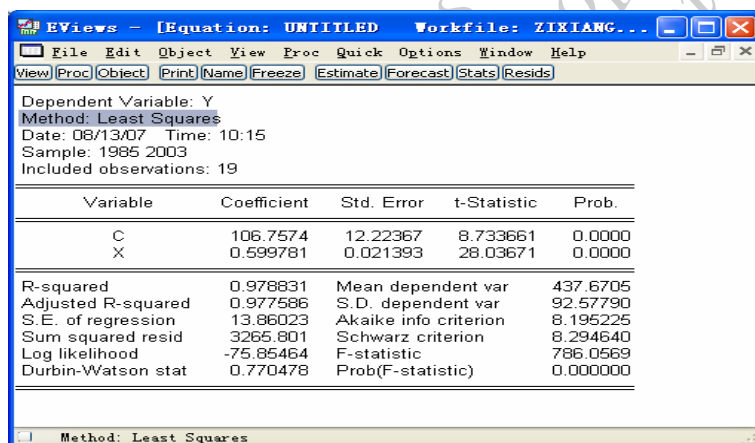 EViews - [Equation: UNTITLED Workfile: ZIXIANG...
File Edit Object View Proc Quick Options Window Help
View Proc Object Print Name Freeze Estimate Forecast Stats Resids
Dependent Variable: Y
Method: Least Squares
Date: 08/13/07 Time: 10:15
Sample: 1985 2003
Included observations: 19
Variable Coefficient Std. Error t-Statistic Prob.
C 106.7574 12.22367 8.733661 0.0000
X 0.599781 0.021393 28.03671 0.0000
R-squared 0.978831 Mean dependent var 437.6705
Adjusted R-squared 0.977586 S.D. dependent var 92.57790
S.E. of regression 13.86023 Akaike info criterion 8.195225
Sum squared resid 3265.801 Schwarz criterion 8.294640
Log likelihood -75.85464 F-statistic 786.0569
Durbin-Watson stat 0.770478 Prob(F-statistic) 0.000000
Method: Least Squares